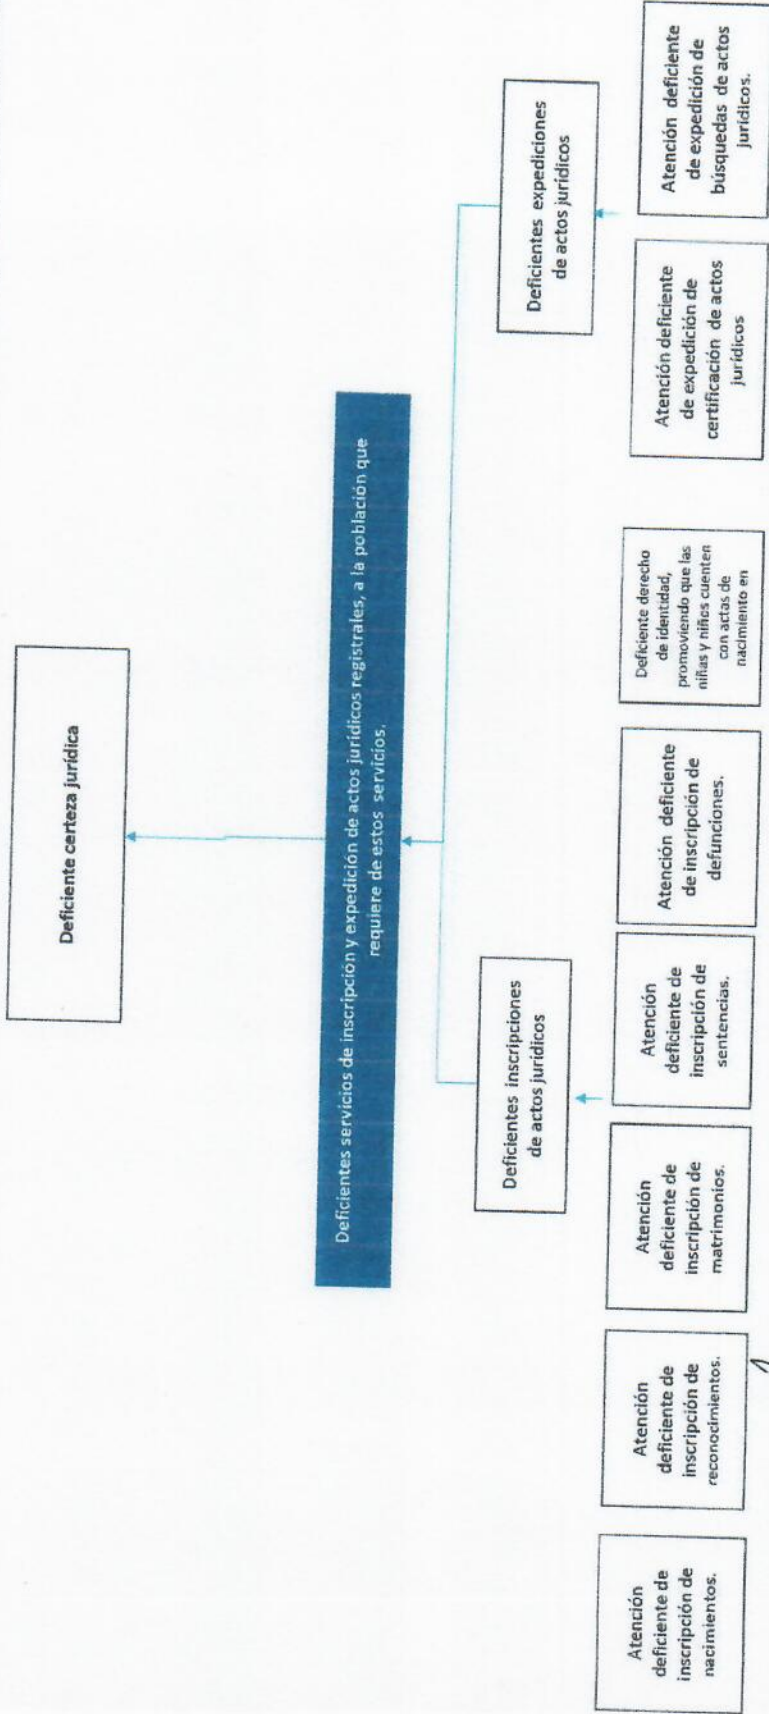 Deficiente certeza jurídica
Deficientes servicios de inscripción y expedición de actos jurídicos registrales, a la población que
requiere de estos servicios.
Deficientes inscripciones
de actos jurídicos
Deficientes expediciones
de actos jurídicos
Atención
deficiente de
inscripción de
nacimientos.
Atención
deficiente de
inscripción de
reconocimientos.
Atención
deficiente de
inscripción de
matrimonios.
Atención
deficiente de
inscripción de
sentencias.
Atención deficiente
de inscripción de
defunciones.
Deficiente derecho
de identidad,
promoviendo que las
niñas y niños cuenten
con actas de
nacimiento en
Atención deficiente
de expedición de
certificación de actos
jurídicos
Atención deficiente
de expedición de
búsquedas de actos
jurídicos.